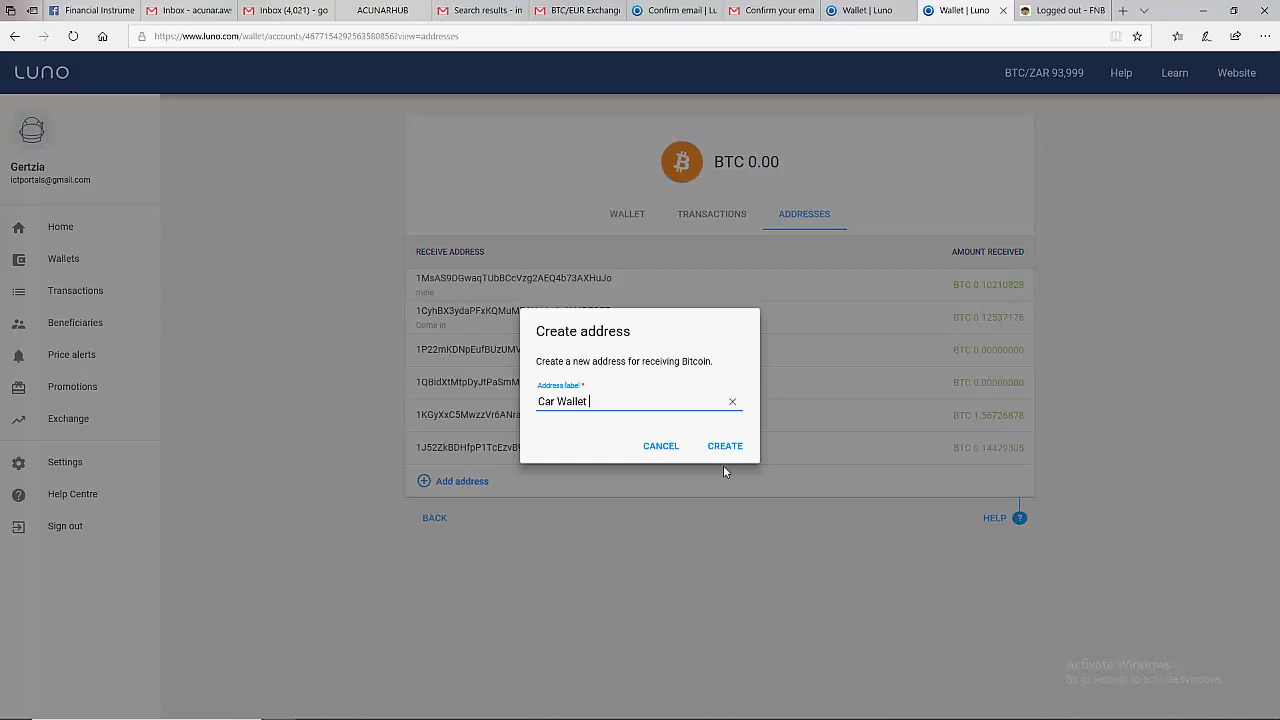 Financial Instrume
Inbox - acunar.aw
Inbox (4,021) - go
ACUNARHUB
Search results - in
BTC/EUR Exchang
Confirm email | Lu
Confirm your ema
Wallet | Luno
Wallet | Luno
Logged out - FNB
https://www.luno.com/wallet/accounts/4677154292563580856?view=addresses
LUNO
BTC/ZAR 93,999
Help
Learn
Website
Gertzia
ictportals@gmail.com
Home
Wallets
Transactions
Beneficiaries
Price alerts
Promotions
Exchange
Settings
Help Centre
Sign out
BTC 0.00
WALLET
TRANSACTIONS
ADDRESSES
RECEIVE ADDRESS
AMOUNT RECEIVED
1MsAS9DGwaqTUbBCcVzg2AEQ4b73AXHuJo
BTC 0.10210828
mine
1CyhBX3ydaPFxKQMuM
BTC 0.12537176
Come in
1P22mKDNpEufBUzUMV
BTC 0.00000000
1QBidXtMtpDyJtPaSm
BTC 0.00000000
1KGyXxC5MwzzVr6ANra
BTC 1.56726878
1J52ZkBDHfpP1TcEzvB
BTC 0.14479305
Create address
Create a new address for receiving Bitcoin.
Address label *
Car Wallet
CANCEL
CREATE
Add address
BACK
HELP ?
Activate Windows
Go to Settings to activate Windows.